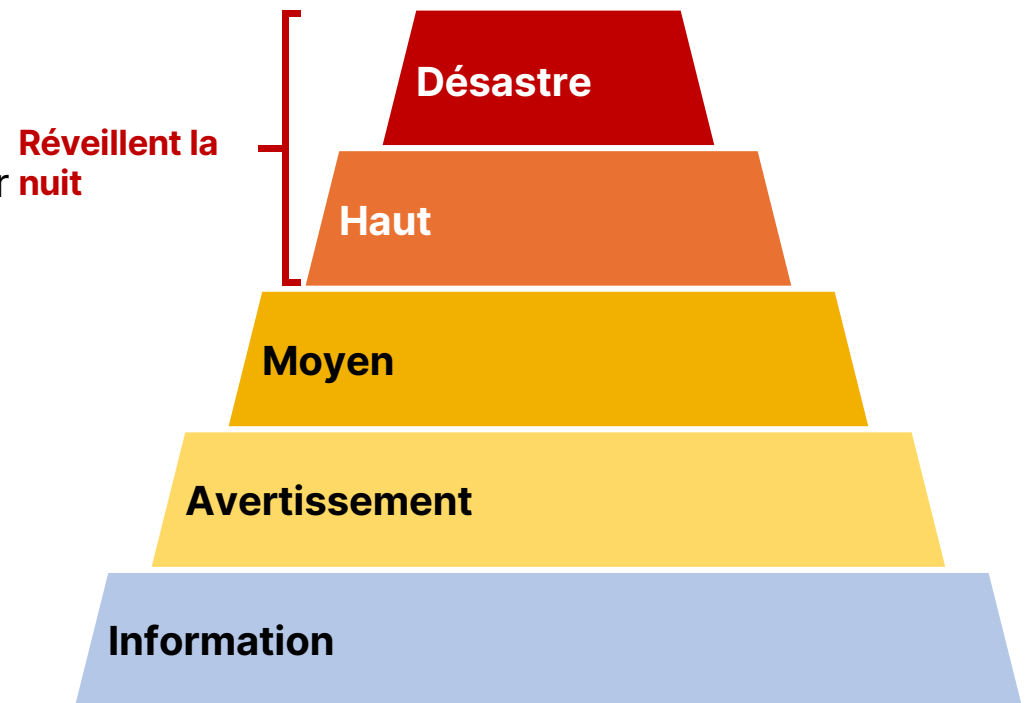 Désastre
Réveillent la
r nuit
Haut
Moyen
Avertissement
Information